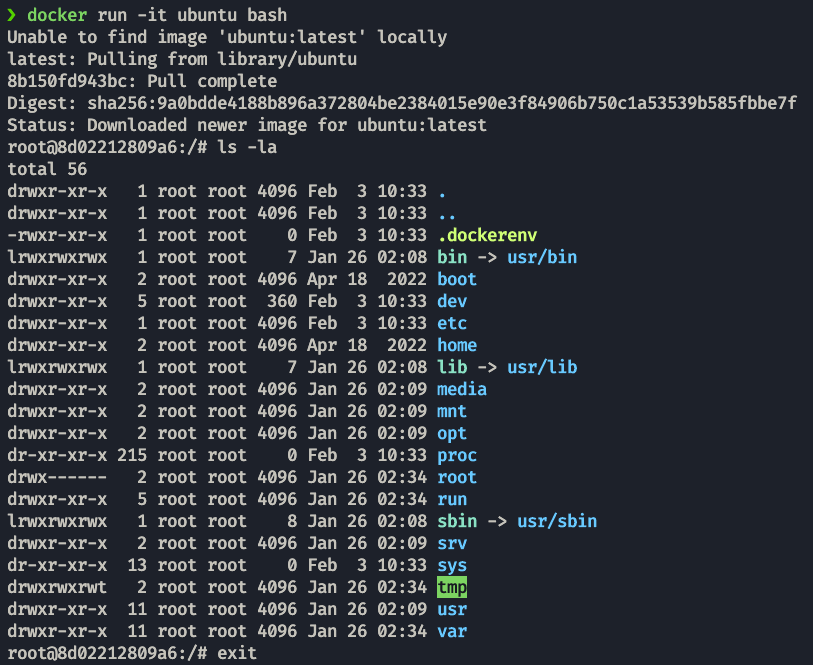 ❯ docker run -it ubuntu bash
Unable to find image 'ubuntu:latest' locally
latest: Pulling from library/ubuntu
8b150fd943bc: Pull complete
Digest: sha256:9a0bdde4188b896a372804be2384015e90e3f84906b750c1a53539b585fbbe7f
Status: Downloaded newer image for ubuntu:latest
root@8d02212809a6:/# ls -la
total 56
drwxr-xr-x   1 root root 4096 Feb  3 10:33 .
drwxr-xr-x   1 root root 4096 Feb  3 10:33 ..
-rwxr-xr-x   1 root root    0 Feb  3 10:33 .dockerenv
lrwxrwxrwx   1 root root    7 Jan 26 02:08 bin -> usr/bin
drwxr-xr-x   2 root root 4096 Apr 18  2022 boot
drwxr-xr-x   5 root root  360 Feb  3 10:33 dev
drwxr-xr-x   1 root root 4096 Feb  3 10:33 etc
drwxr-xr-x   2 root root 4096 Apr 18  2022 home
lrwxrwxrwx   1 root root    7 Jan 26 02:08 lib -> usr/lib
drwxr-xr-x   2 root root 4096 Jan 26 02:09 media
drwxr-xr-x   2 root root 4096 Jan 26 02:09 mnt
drwxr-xr-x   2 root root 4096 Jan 26 02:09 opt
dr-xr-xr-x 215 root root    0 Feb  3 10:33 proc
drwx------   2 root root 4096 Jan 26 02:34 root
drwxr-xr-x   5 root root 4096 Jan 26 02:34 run
lrwxrwxrwx   1 root root    8 Jan 26 02:08 sbin -> usr/sbin
drwxr-xr-x   2 root root 4096 Jan 26 02:09 srv
dr-xr-xr-x  13 root root    0 Feb  3 10:33 sys
drwxrwxrwt   2 root root 4096 Jan 26 02:34 tmp
drwxr-xr-x  11 root root 4096 Jan 26 02:09 usr
drwxr-xr-x  11 root root 4096 Jan 26 02:34 var
root@8d02212809a6:/# exit